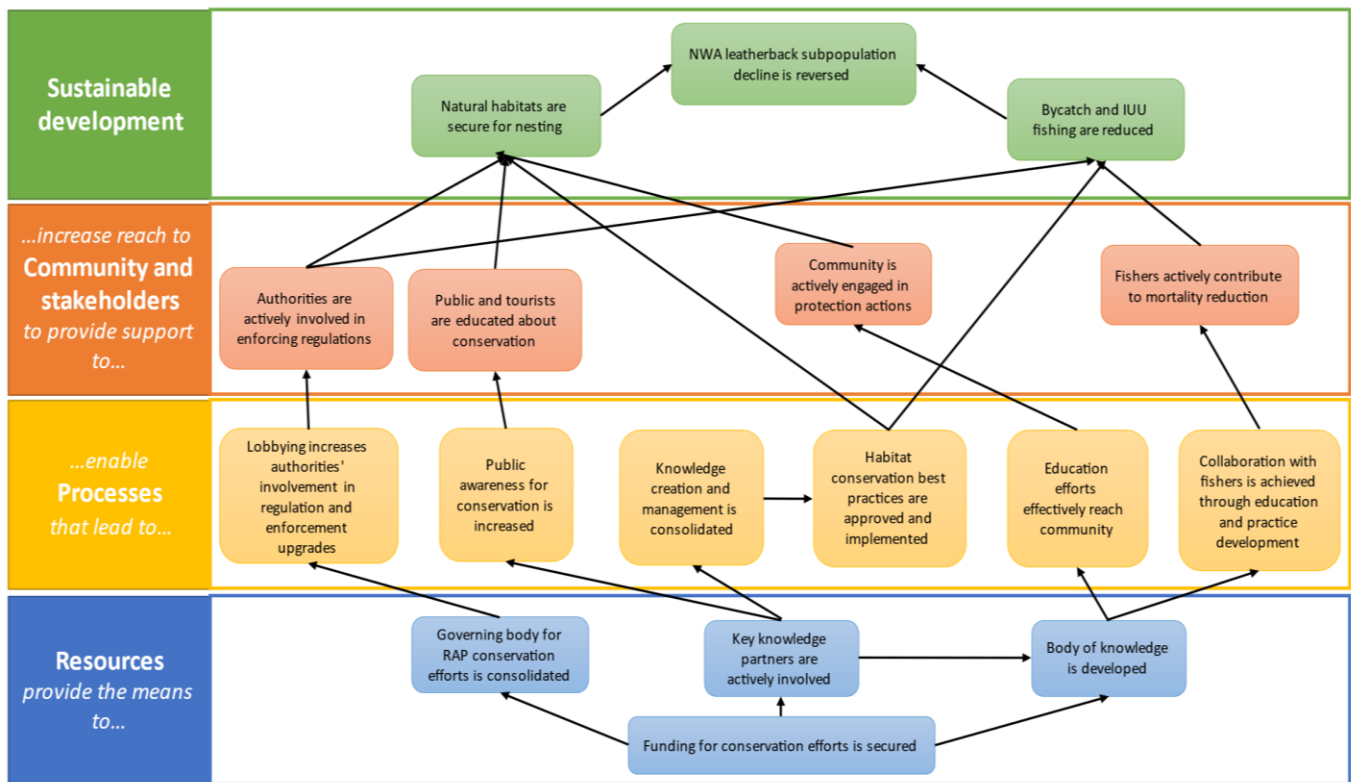 Sustainable
development
NWA leatherback subpopulation
decline is reversed
Natural habitats are
secure for nesting
Bycatch and IUU
fishing are reduced
...increase reach to
Community and
stakeholders
to provide support
to...
Authorities are
actively involved in
enforcing regulations
Public and tourists
are educated about
conservation
Community is
actively engaged in
protection actions
Fishers actively contribute
to mortality reduction
...enable
Processes
that lead to...
Lobbying increases
authorities'
involvement in
regulation and
enforcement
upgrades
Public
awareness for
conservation is
increased
Knowledge
creation and
management is
consolidated
Habitat
conservation best
practices are
approved and
implemented
Education
efforts
effectively reach
community
Collaboration with
fishers is achieved
through education
and practice
development
Resources
provide the means
to...
Governing body for
RAP conservation
efforts is consolidated
Key knowledge
partners are
actively involved
Body of knowledge
is developed
Funding for conservation efforts is secured